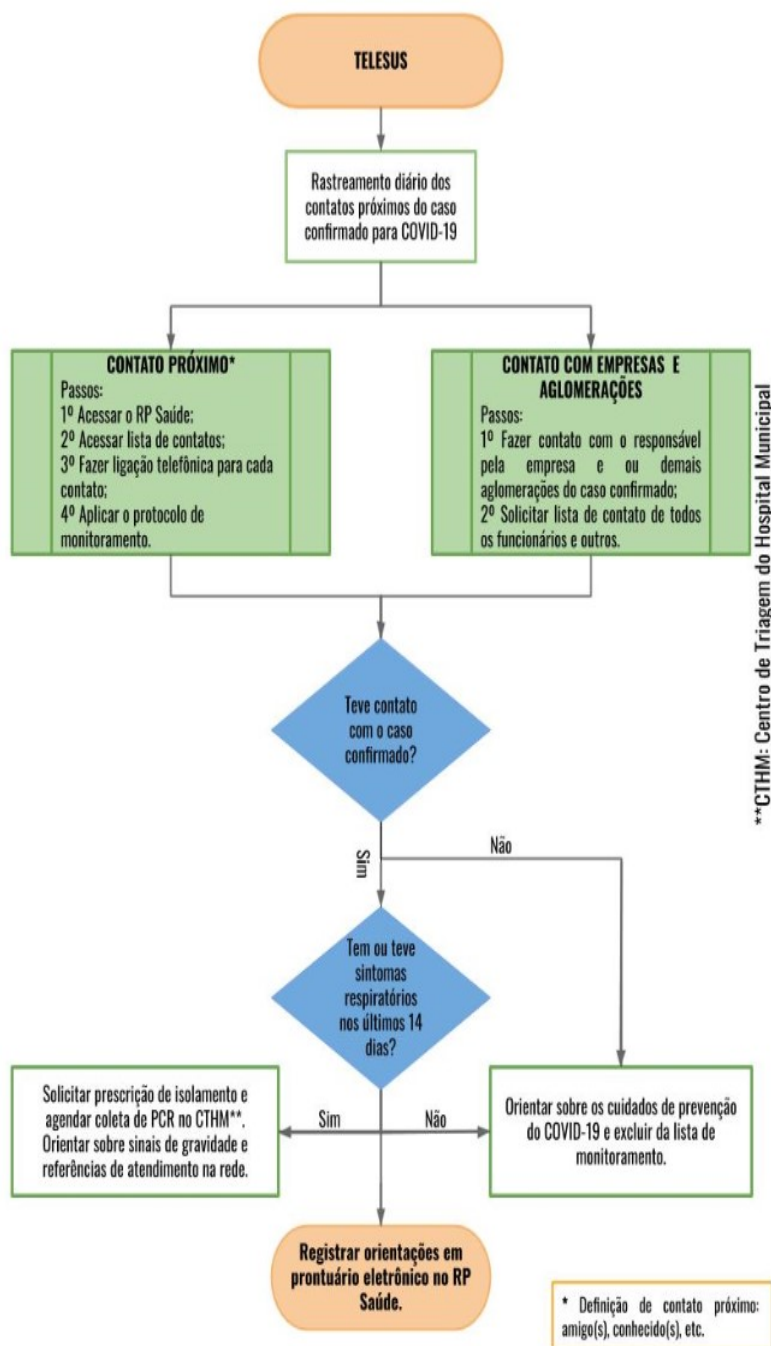 TELESUS
Rastreamento diário dos
contatos próximos do caso
confirmado para COVID-19
CONTATO PRÓXIMO*
Passos:
1º Acessar o RP Saúde;
2º Acessar lista de contatos;
3º Fazer ligação telefônica para cada
contato;
4º Aplicar o protocolo de
monitoramento.
CONTATO COM EMPRESAS E
AGLOMERAÇÕES
Passos:
1º Fazer contato com o responsável
pela empresa e ou demais
aglomerações do caso confirmado;
2º Solicitar lista de contato de todos
os funcionários e outros.
**CTHM: Centro de Triagem do Hospital Municipal
Teve contato
com o caso
confirmado?
Sim
Não
Tem ou teve
sintomas
respiratórios
nos últimos 14
dias?
Solicitar prescrição de isolamento e
agendar coleta de PCR no CTHM**.
Orientar sobre sinais de gravidade e
referências de atendimento na rede.
Sim
Não
Orientar sobre os cuidados de prevenção
do COVID-19 e excluir da lista de
monitoramento.
Registrar orientações em
prontuário eletrônico no RP
Saúde.
* Definição de contato próximo:
amigo(s), conhecido(s), etc.